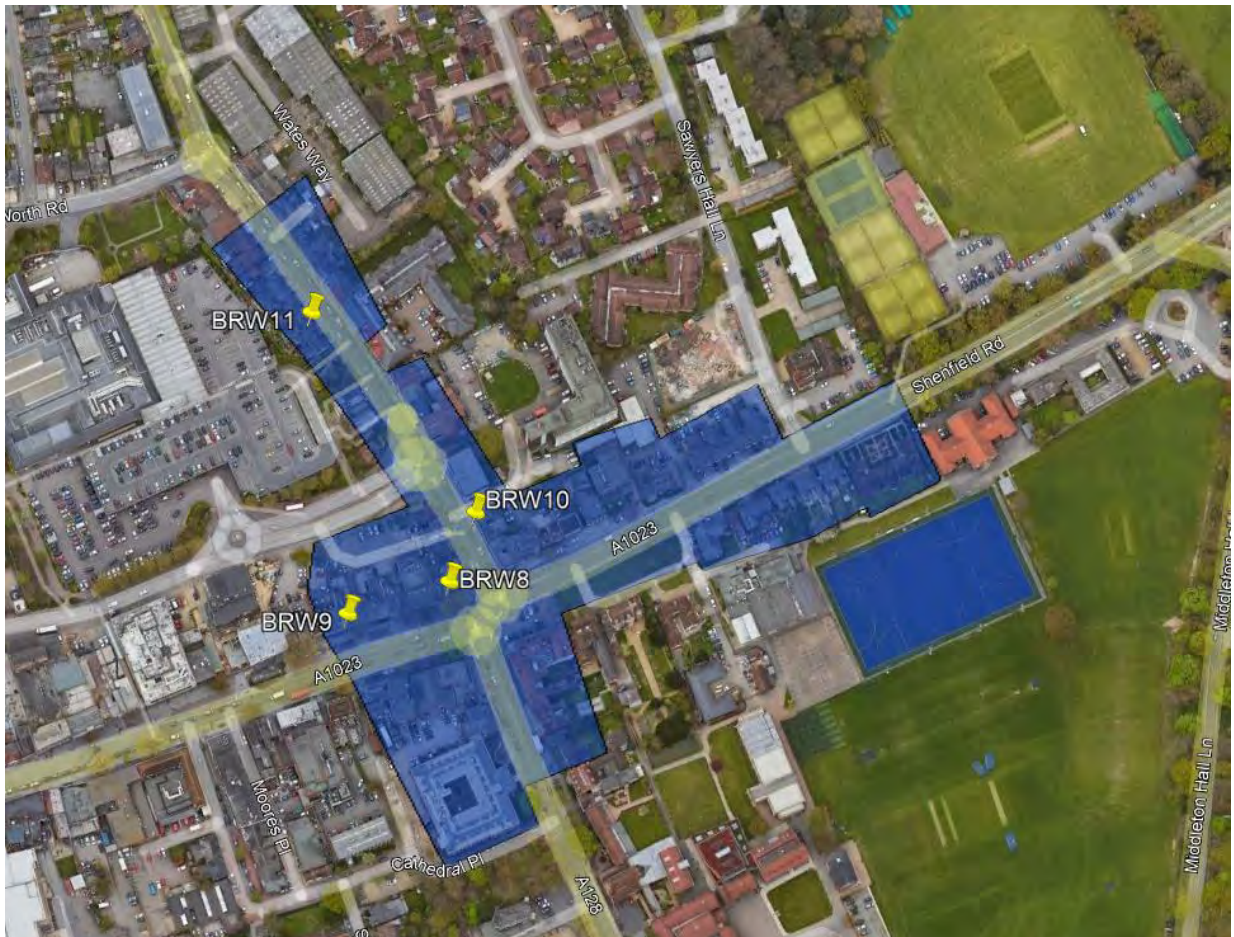 Wates Way
North Rd
Sawyers Hall Ln
BRW11
Shenfield Rd
BRW10
A1023
BRW8
BRW9
A1023
Moores Pl
Cathedral Pl
A128
Middleton Hall Ln